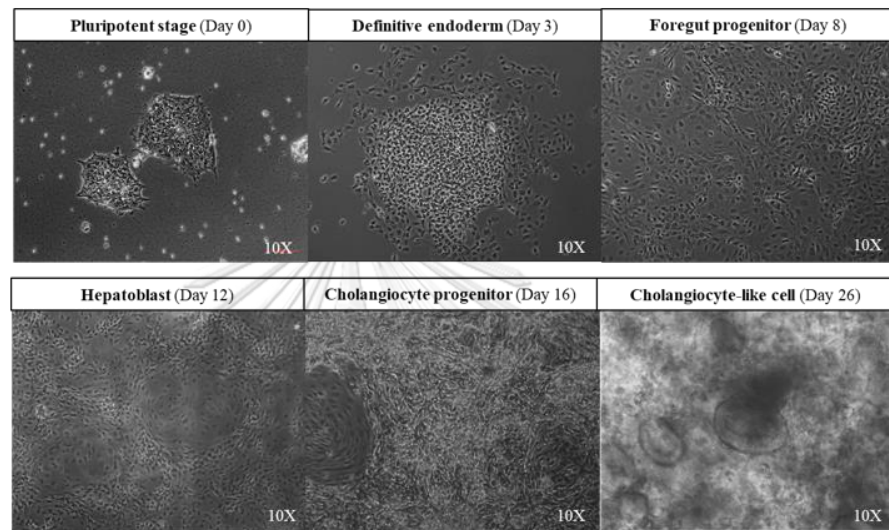 Pluripotent stage (Day 0)
Definitive endoderm (Day 3)
Foregut progenitor (Day 8)
10X
10X
10X
Hepatoblast (Day 12)
Cholangiocyte progenitor (Day 16)
Cholangiocyte-like cell (Day 26)
10X
10X
10X